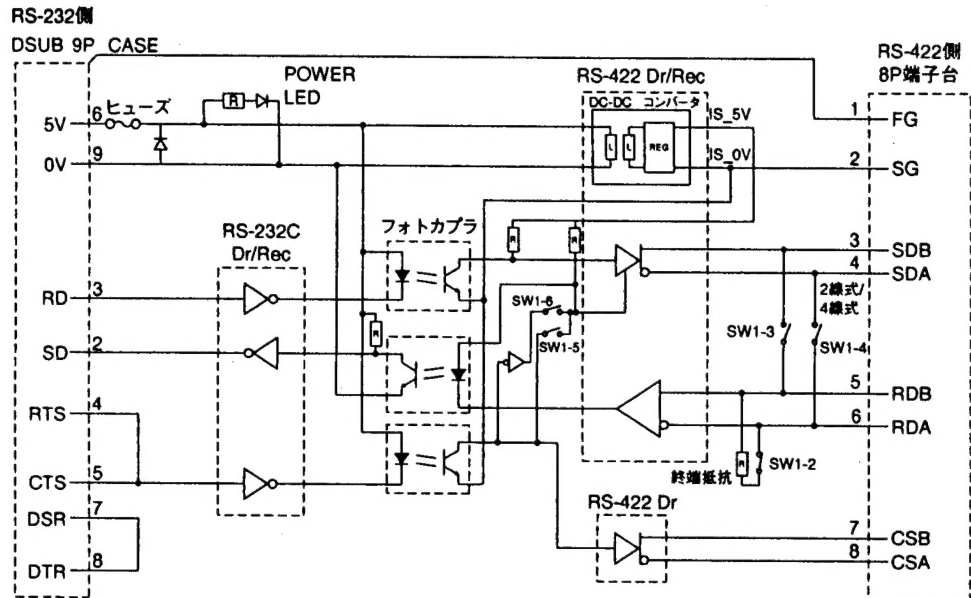 RS-232側
DSUB 9P CASE
RS-422側
8P端子台
POWER
LED
RS-422 Dr/Rec
DC-DC コンバータ
ヒューズ
R
5V 6
0V 9
L L REG
IS_5V
IS_0V
1 FG
2 SG
RS-232C
Dr/Rec
フォトカプラ
R R
3 SDB
4 SDA
2線式/
4線式
RD 3
SW1-6
SW1-5
SW1-3
SW1-4
R
SD 2
5 RDB
6 RDA
RTS 4
CTS 5
R
終端抵抗
SW1-2
DSR 7
DTR 8
RS-422 Dr
7 CSB
8 CSA